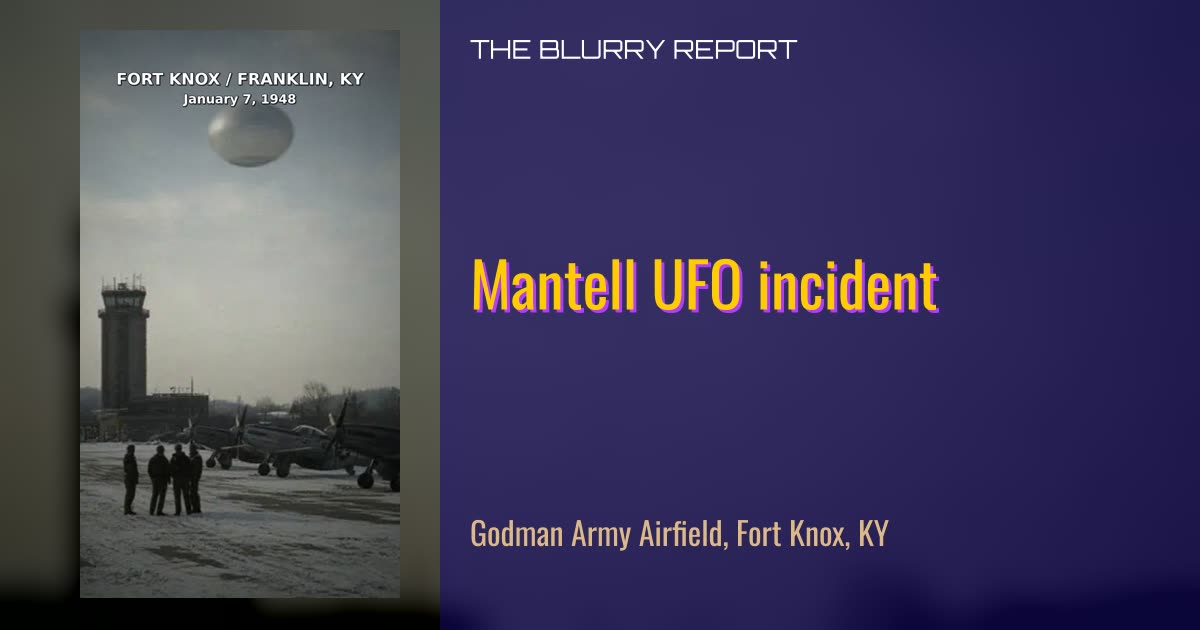 FORT KNOX / FRANKLIN, KY
January 7, 1948
THE BLURRY REPORT
Mantell UFO incident
Godman Army Airfield, Fort Knox, KY